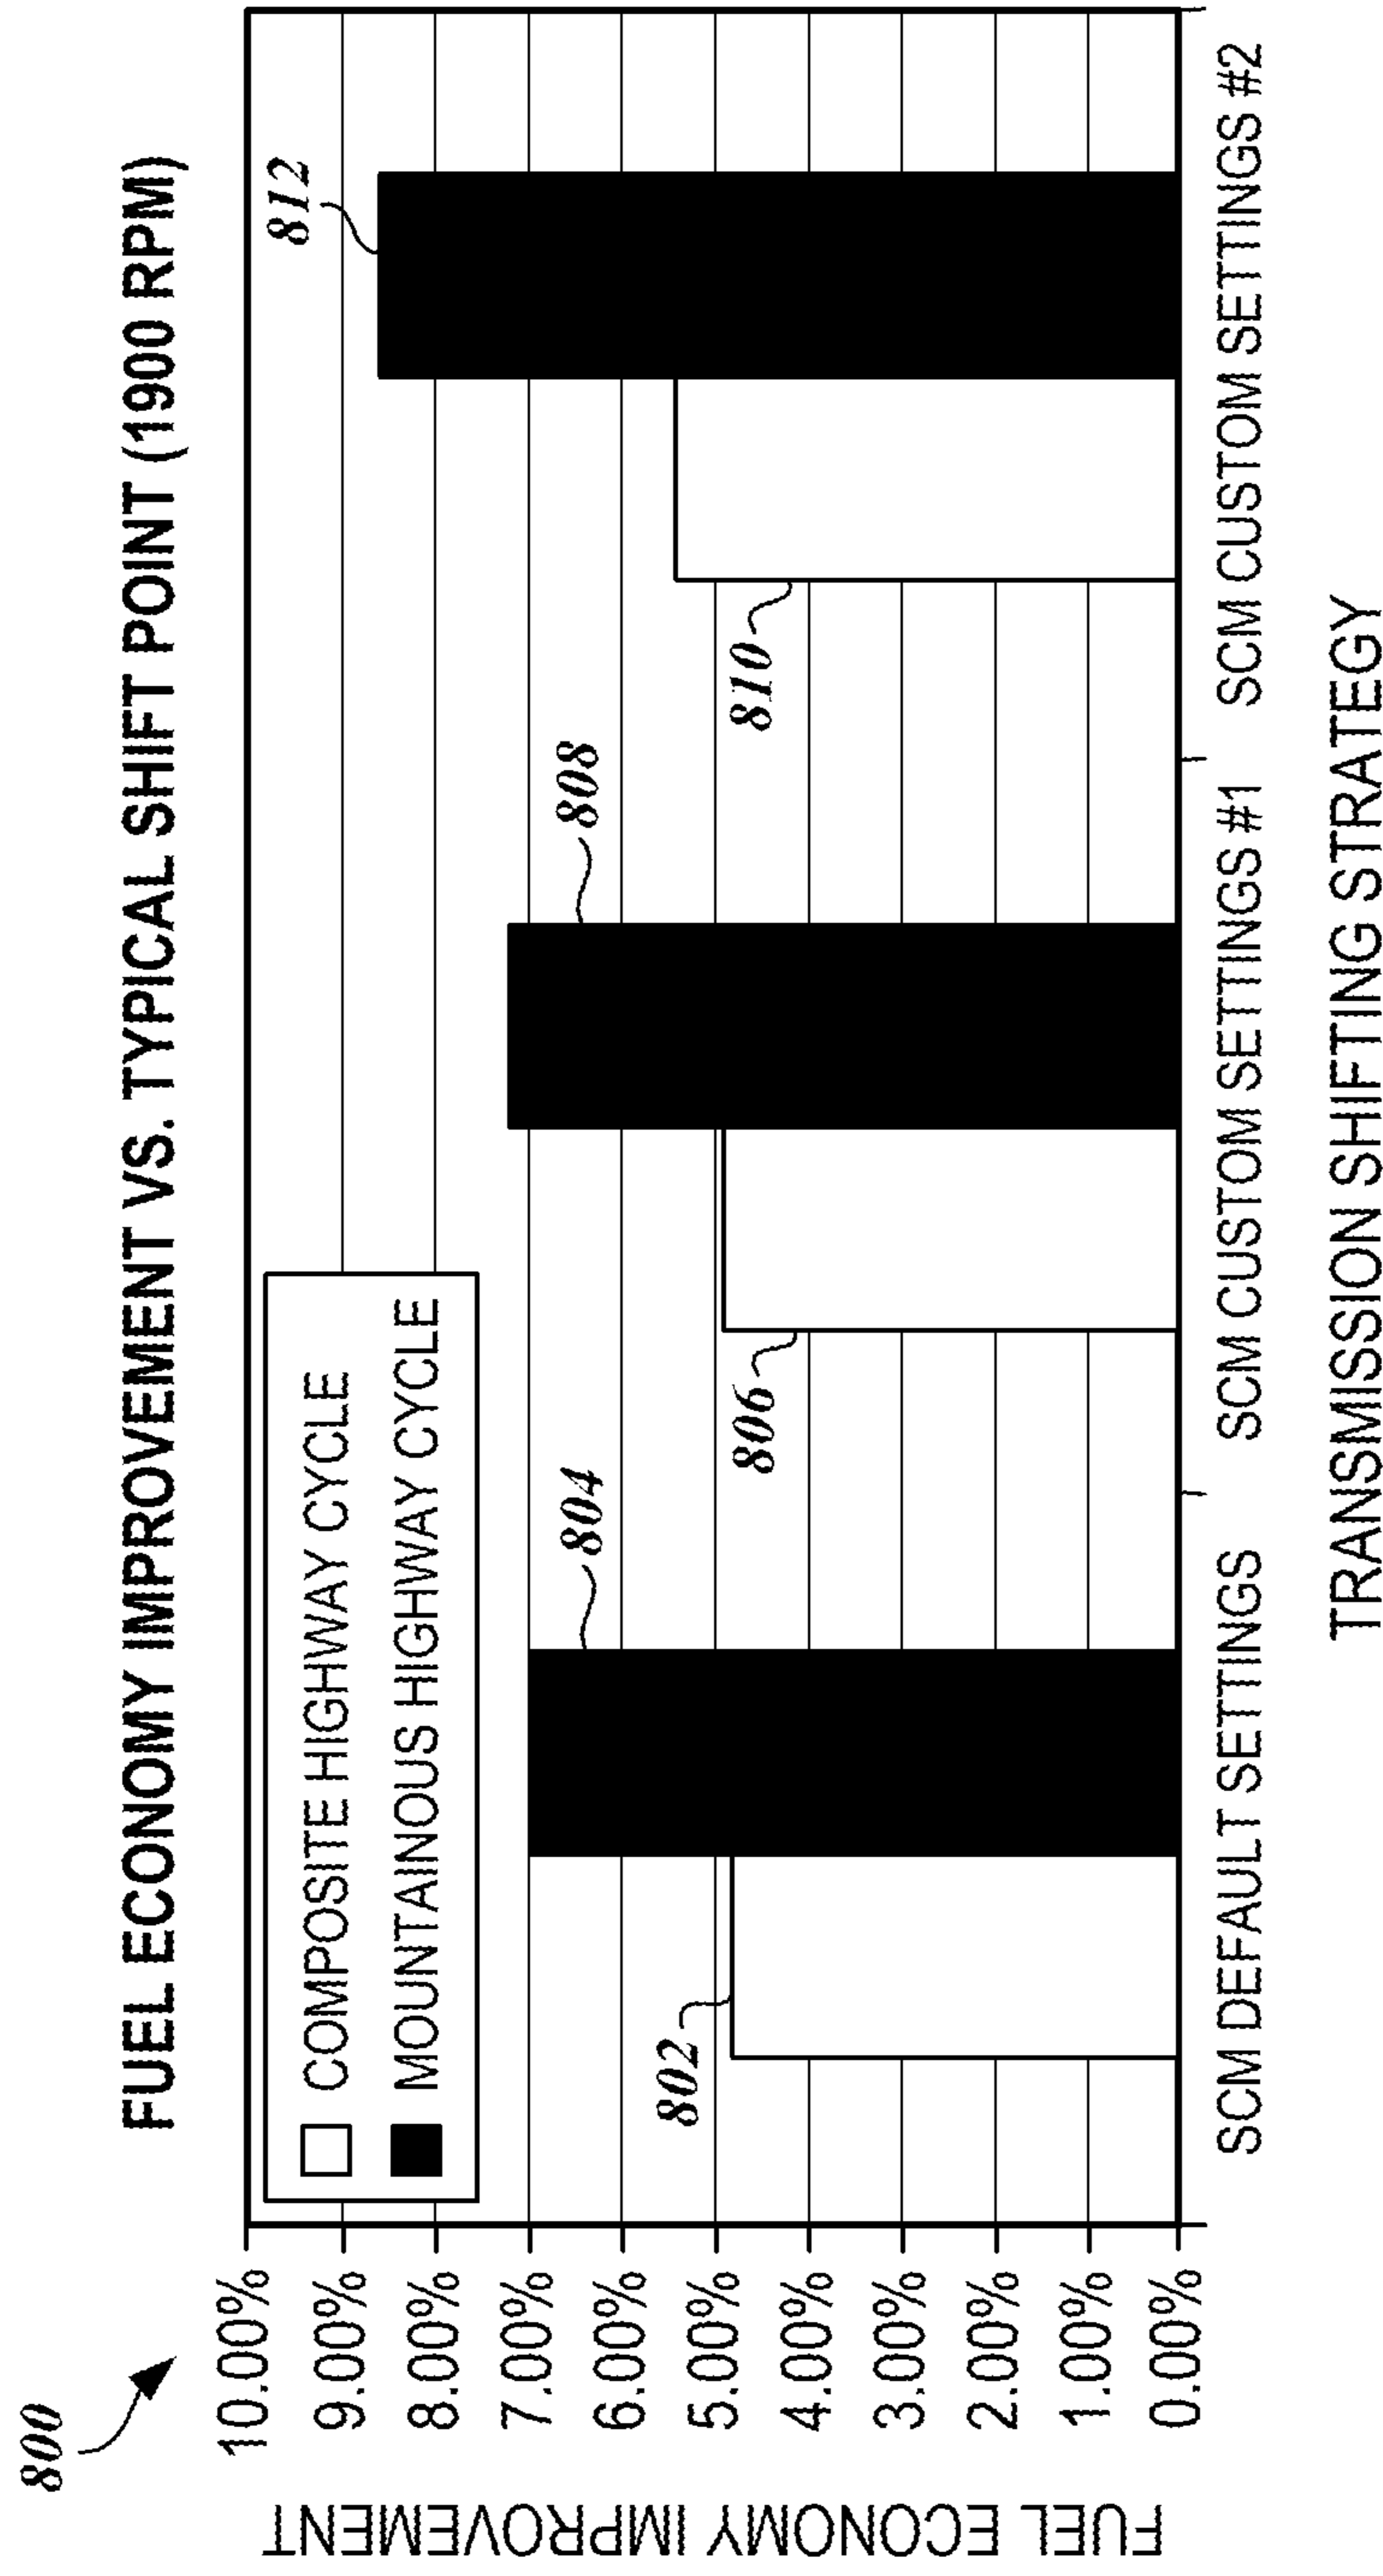 800
FUEL ECONOMY IMPROVEMENT VS. TYPICAL SHIFT POINT (1900 RPM)
COMPOSITE HIGHWAY CYCLE
MOUNTAINOUS HIGHWAY CYCLE
FUEL ECONOMY IMPROVEMENT
10.00%
9.00%
8.00%
7.00%
6.00%
5.00%
4.00%
3.00%
2.00%
1.00%
0.00%
802
804
806
808
810
812
SCM DEFAULT SETTINGS
SCM CUSTOM SETTINGS #1
SCM CUSTOM SETTINGS #2
TRANSMISSION SHIFTING STRATEGY